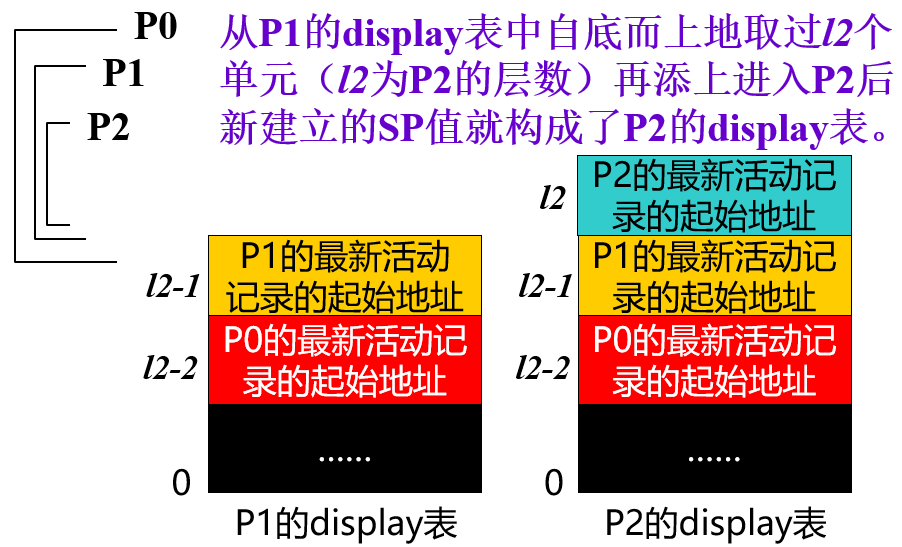 P0
P1
P2
从P1的display表中自底而上地取过l2个
单元（l2为P2的层数）再添上进入P2后
新建立的SP值就构成了P2的display表。
l2-1
P1的最新活动
记录的起始地址
l2-2
P0的最新活动记
录的起始地址
......
0
P1的display表
l2
P2的最新活动记
录的起始地址
l2-1
P1的最新活动记
录的起始地址
l2-2
P0的最新活动记
录的起始地址
......
0
P2的display表